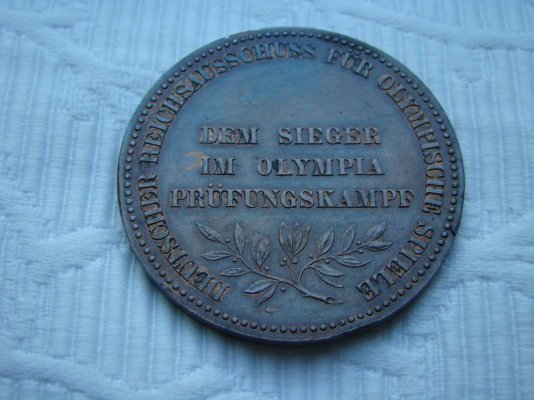 DEUTSCHER REICHSAUSSCHUSS FÜR OLYMPISCHE SPIELE
DEM SIEGER
IM OLYMPIA
PRÜFUNGSKAMPF